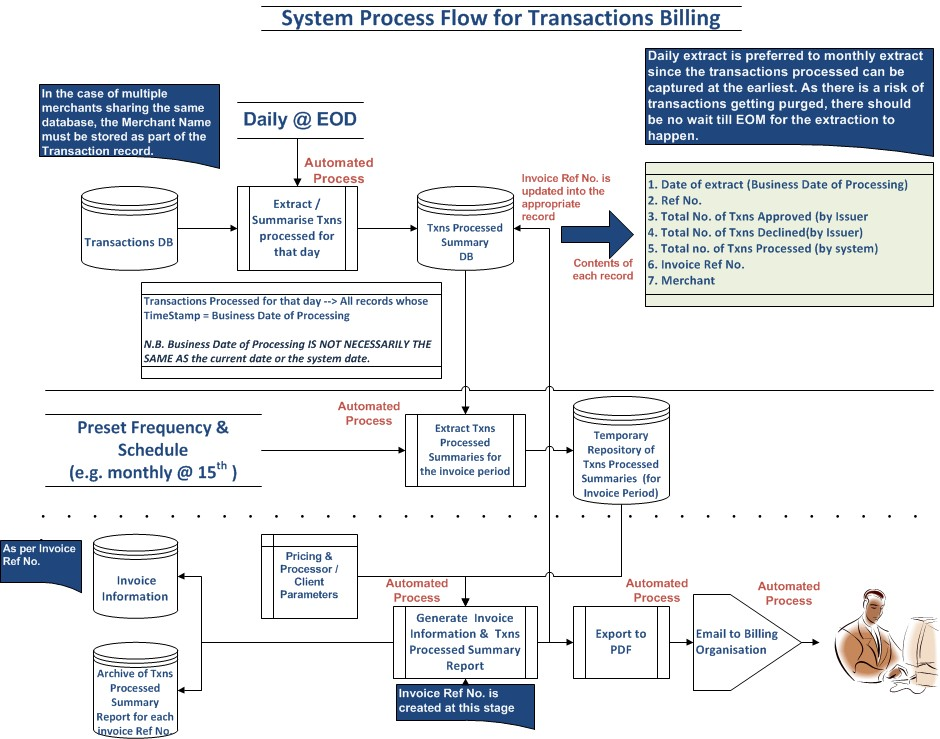 System Process Flow for Transactions Billing
In the case of multiple
merchants sharing the same
database, the Merchant Name
must be stored as part of the
Transaction record.
Daily @ EOD
Daily extract is preferred to monthly extract
since the transactions processed can be
captured at the earliest. As there is a risk of
transactions getting purged, there should
be no wait till EOM for the extraction to
happen.
Automated
Process
Transactions DB
Extract /
Summarise Txns
processed for
that day
Txns Processed
Summary
DB
Invoice Ref No. is
updated into the
appropriate
record
Contents of
each record
1. Date of extract (Business Date of Processing)
2. Ref No.
3. Total No. of Txns Approved (by Issuer
4. Total No. of Txns Declined(by Issuer)
5. Total no. of Txns Processed (by system)
6. Invoice Ref No.
7. Merchant
Transactions Processed for that day --> All records whose
TimeStamp = Business Date of Processing
N.B. Business Date of Processing IS NOT NECESSARILY THE
SAME AS the current date or the system date.
Preset Frequency &
Schedule
(e.g. monthly @ 15th )
Automated
Process
Extract Txns
Processed
Summaries for
the invoice period
Temporary
Repository of
Txns Processed
Summaries (for
Invoice Period)
As per Invoice
Ref No.
Invoice
Information
Pricing &
Processor /
Client
Parameters
Automated
Process
Generate Invoice
Information & Txns
Processed Summary
Report
Automated
Process
Export to
PDF
Automated
Process
Email to Billing
Organisation
Archive of Txns
Processed
Summary
Report for each
invoice Ref No.
Invoice Ref No. is
created at this stage